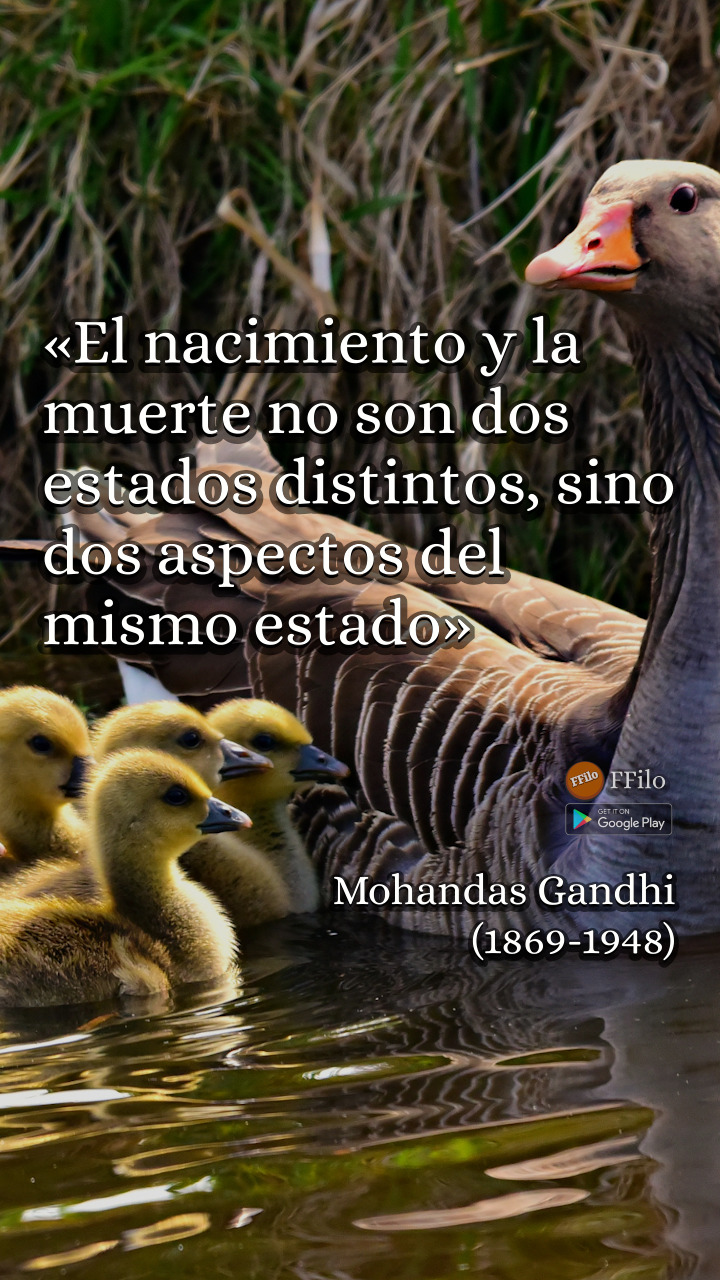 «El nacimiento y la
muerte no son dos
estados distintos, sino
dos aspectos del
mismo estado»
FFilo FFilo
GET IT ON
Google Play
Mohandas Gandhi
(1869-1948)